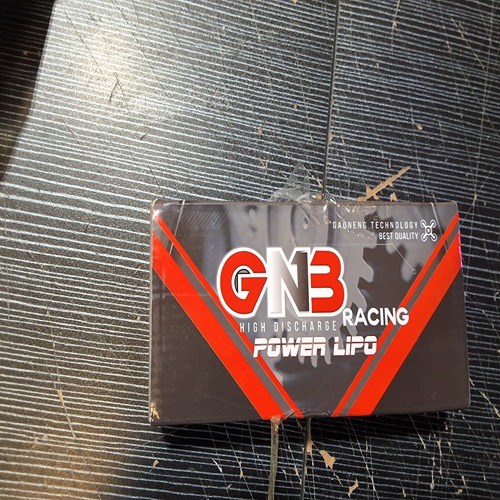 GAONENG TECHNOLOGY
BEST QUALITY
GNB
HIGH DISCHARGE
RACING
POWER LIPO